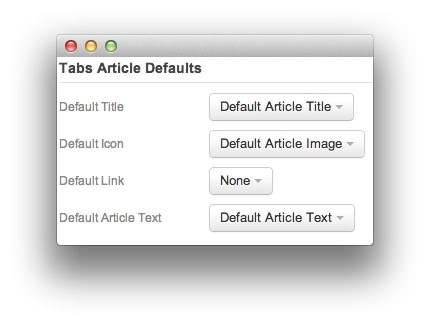 Tabs Article Defaults
Default Title Default Article Title
Default Icon Default Article Image
Default Link None
Default Article Text Default Article Text